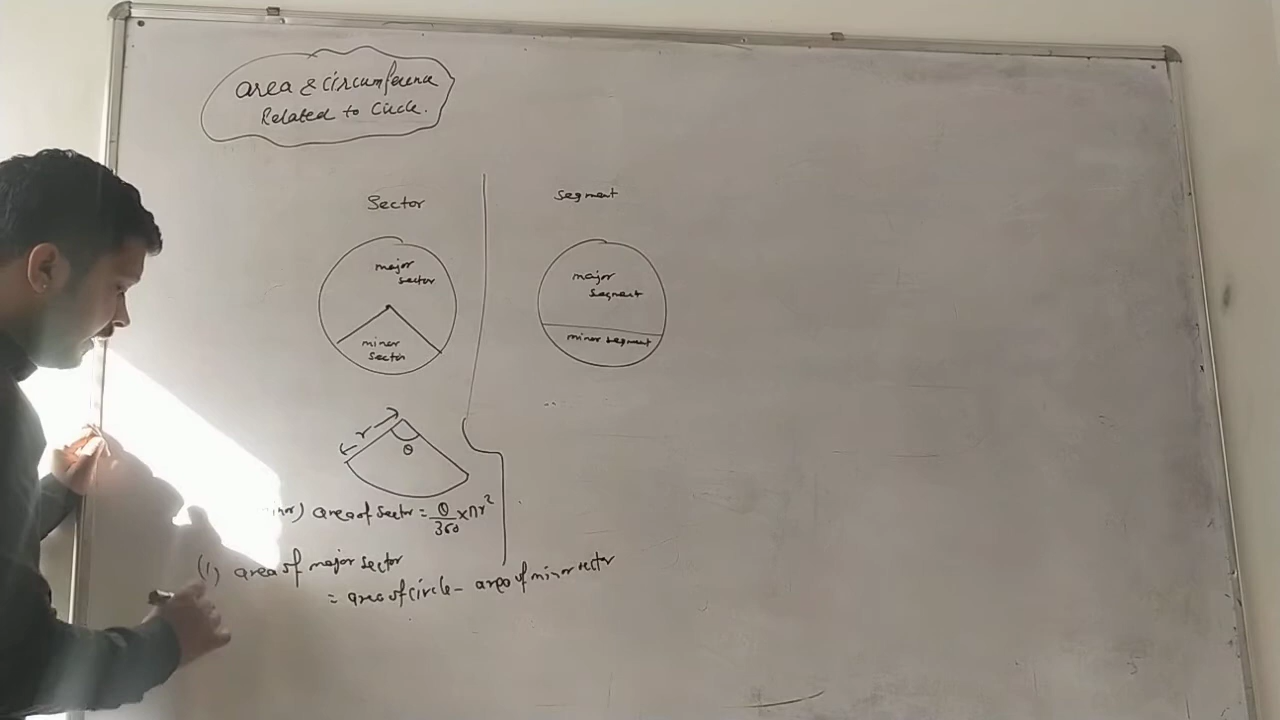 area & circumference
Related to Circle.
Sector
Segment
major
sector
minor
sector
major
segment
minor segment
r
θ
area of sector = θ/360 × πr²
(1) area of major sector
= area of circle - area of minor sector